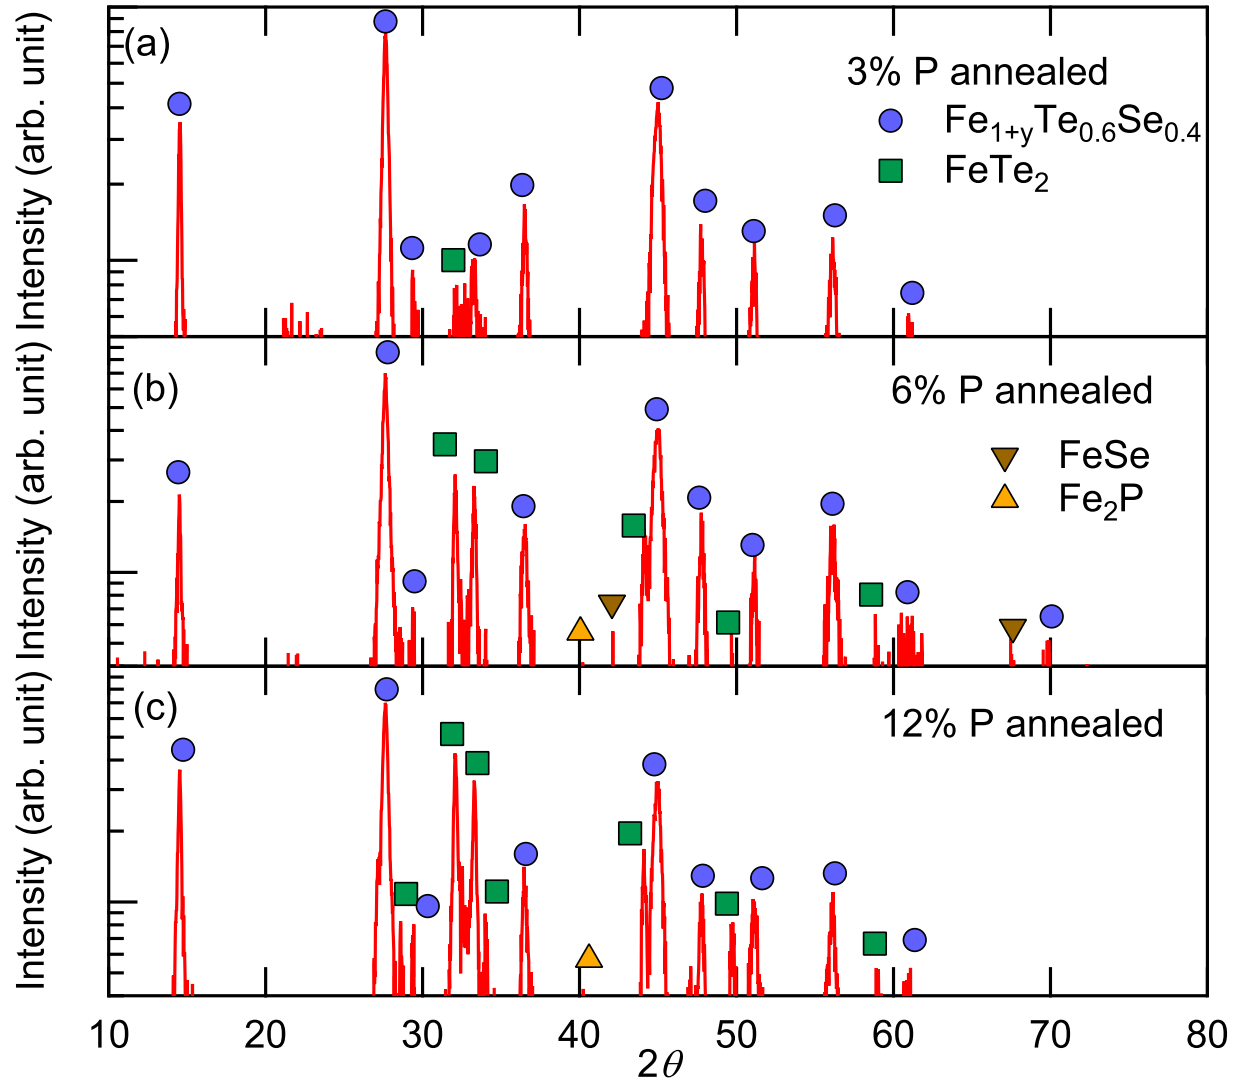 (a)
3% P annealed
Fe₁₊yTe₀.₆Se₀.₄
FeTe₂
Intensity (arb. unit)
(b)
6% P annealed
FeSe
Fe₂P
Intensity (arb. unit)
(c)
12% P annealed
Intensity (arb. unit)
10 20 30 40 50 60 70 80
2θ